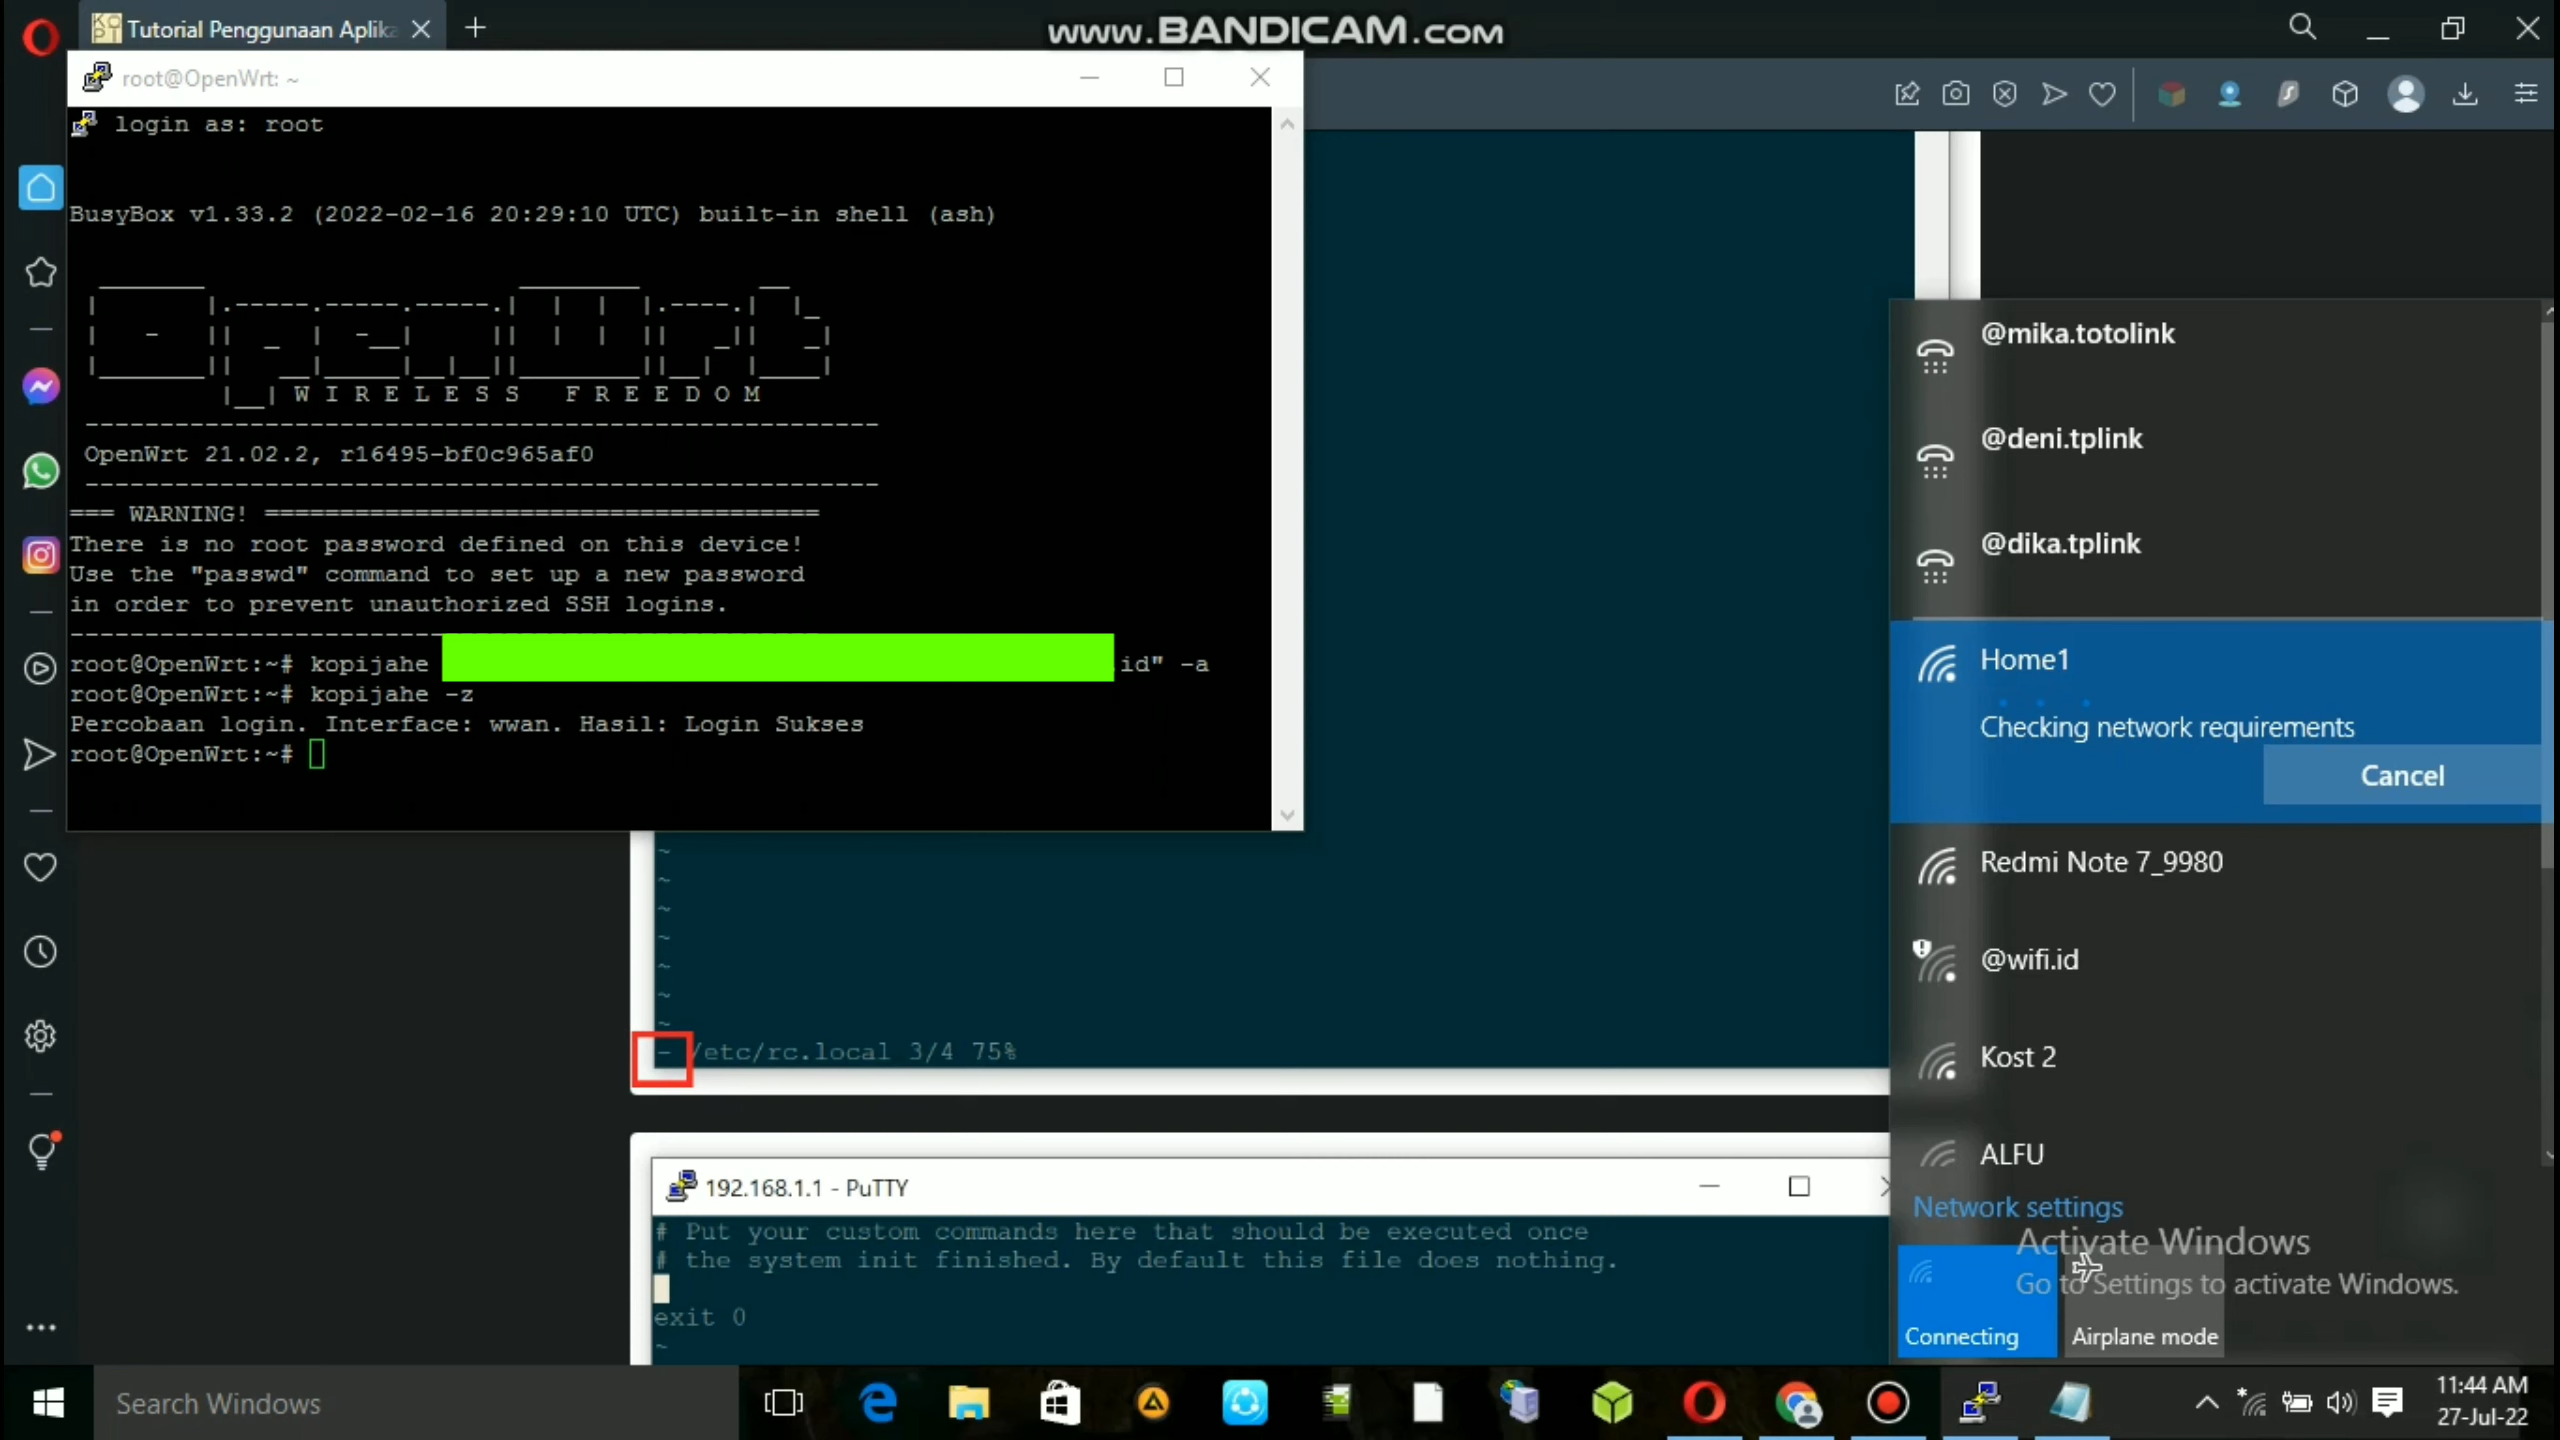 Tutorial Penggunaan Aplika
www.BANDICAM.com
root@OpenWrt: ~
login as: root
BusyBox v1.33.2 (2022-02-16 20:29:10 UTC) built-in shell (ash)
OpenWrt
W I R E L E S S   F R E E D O M
-----------------------------------------------------
OpenWrt 21.02.2, r16495-bf0c965af0
-----------------------------------------------------
=== WARNING! =====================================
There is no root password defined on this device!
Use the "passwd" command to set up a new password
in order to prevent unauthorized SSH logins.
root@OpenWrt:~# kopijahe id" -a
root@OpenWrt:~# kopijahe -z
Percobaan login. Interface: wwan. Hasil: Login Sukses
root@OpenWrt:~#
~
~
~
~
~
~
~
- /etc/rc.local 3/4 75%
192.168.1.1 - PuTTY
# Put your custom commands here that should be executed once
# the system init finished. By default this file does nothing.
exit 0
~
@mika.totolink
@deni.tplink
@dika.tplink
Home1
Checking network requirements
Cancel
Redmi Note 7_9980
@wifi.id
Kost 2
ALFU
Network settings
Activate Windows
Go to Settings to activate Windows.
Connecting
Airplane mode
Search Windows
11:44 AM
27-Jul-22